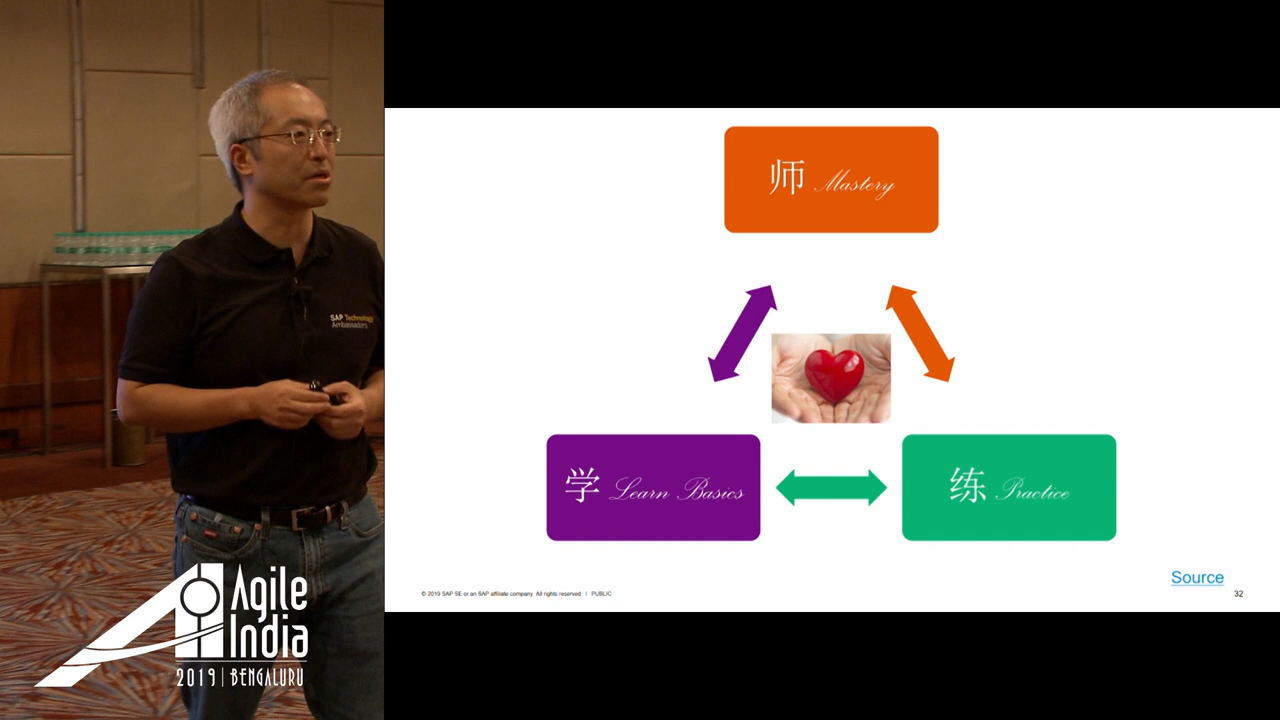 师 Mastery
学 Learn Basics
练 Practice
Source
© 2019 SAP SE or an SAP affiliate company. All rights reserved | PUBLIC
32
SAP Technology
Ambassadors
Agile
India
2019 | BENGALURU